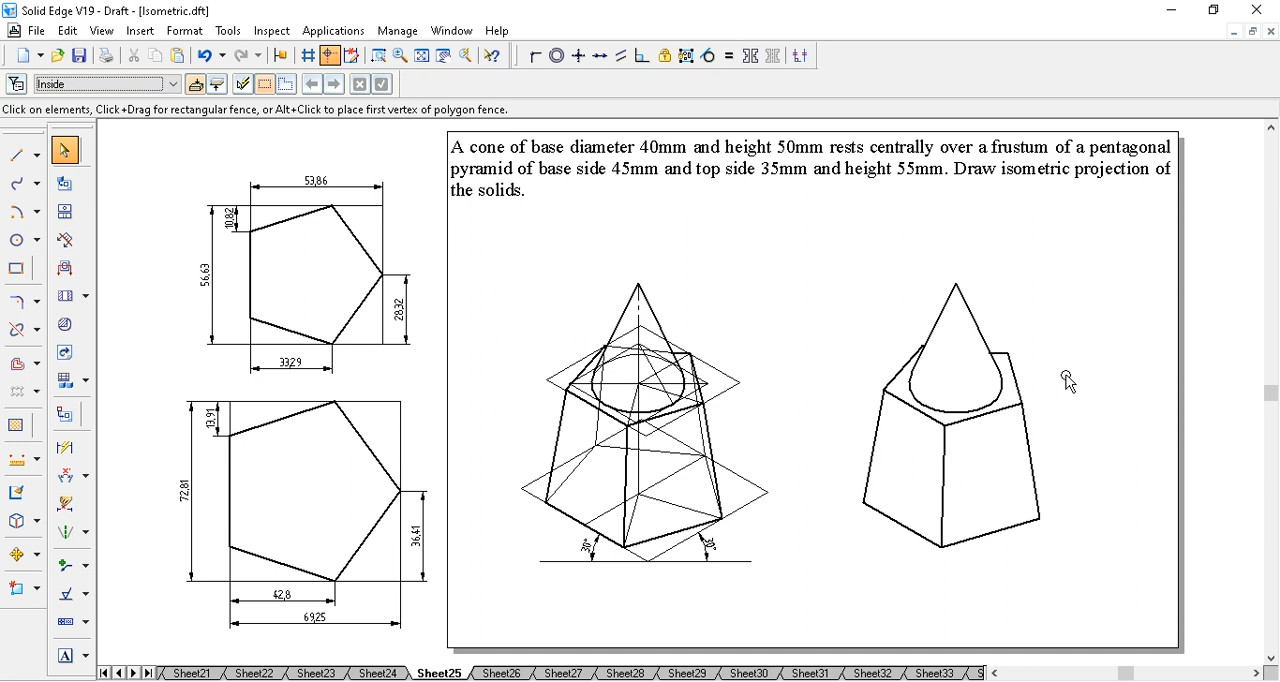 Solid Edge V19 - Draft - [Isometric.dft]
File Edit View Insert Format Tools Inspect Applications Manage Window Help
Inside
Click on elements, Click+Drag for rectangular fence, or Alt+Click to place first vertex of polygon fence.
A cone of base diameter 40mm and height 50mm rests centrally over a frustum of a pentagonal
pyramid of base side 45mm and top side 35mm and height 55mm. Draw isometric projection of
the solids.
53,86
10,82
56,63
28,32
33,29
13,91
72,81
36,41
42,8
69,25
30°
30°
A
Sheet21 Sheet22 Sheet23 Sheet24 Sheet25 Sheet26 Sheet27 Sheet28 Sheet29 Sheet30 Sheet31 Sheet32 Sheet33 S